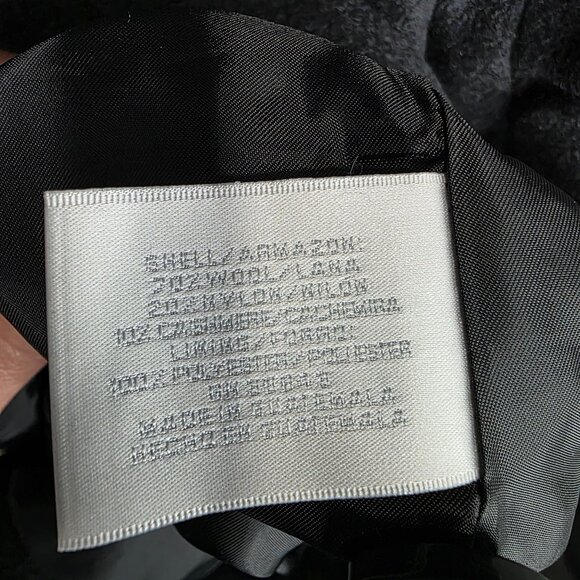 SHELL/ARMAZON:
70%WOOL/LANA
20%NYLON/NILON
10% CASHMERE/CACHEMIRA
LINING/FORRO:
100% POLYESTER/POLIESTER
RN
MADE IN GUATEMALA
HECHO EN GUATEMALA